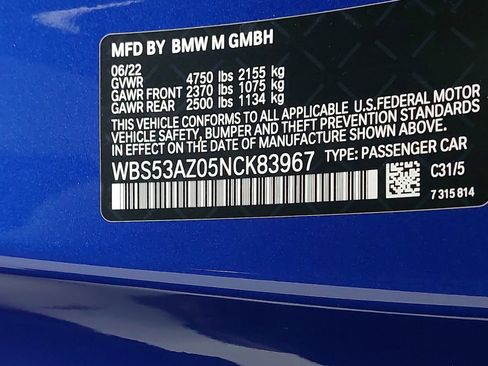 MFD BY BMW M GMBH
06/22
GVWR 4750 lbs 2155 kg
GAWR FRONT 2370 lbs 1075 kg
GAWR REAR 2500 lbs 1134 kg
THIS VEHICLE CONFORMS TO ALL APPLICABLE U.S.FEDERAL MOTOR
VEHICLE SAFETY, BUMPER AND THEFT PREVENTION STANDARDS
IN EFFECT ON THE DATE OF MANUFACTURE SHOWN ABOVE.
WBS53AZ05NCK83967 TYPE: PASSENGER CAR
C31/5
7 315 814